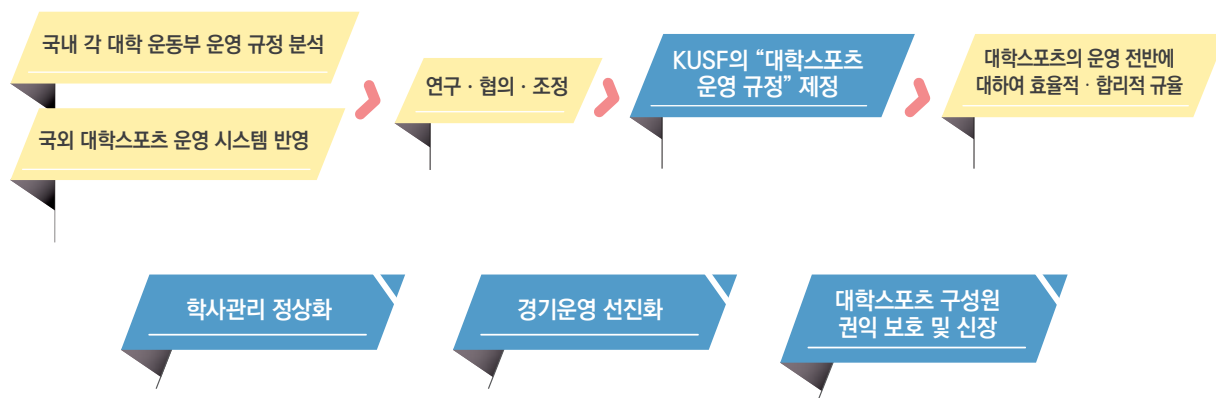 국내 각 대학 운동부 운영 규정 분석
국외 대학스포츠 운영 시스템 반영
연구 · 협의 · 조정
KUSF의 “대학스포츠
운영 규정” 제정
대학스포츠의 운영 전반에
대하여 효율적 · 합리적 규율
학사관리 정상화
경기운영 선진화
대학스포츠 구성원
권익 보호 및 신장